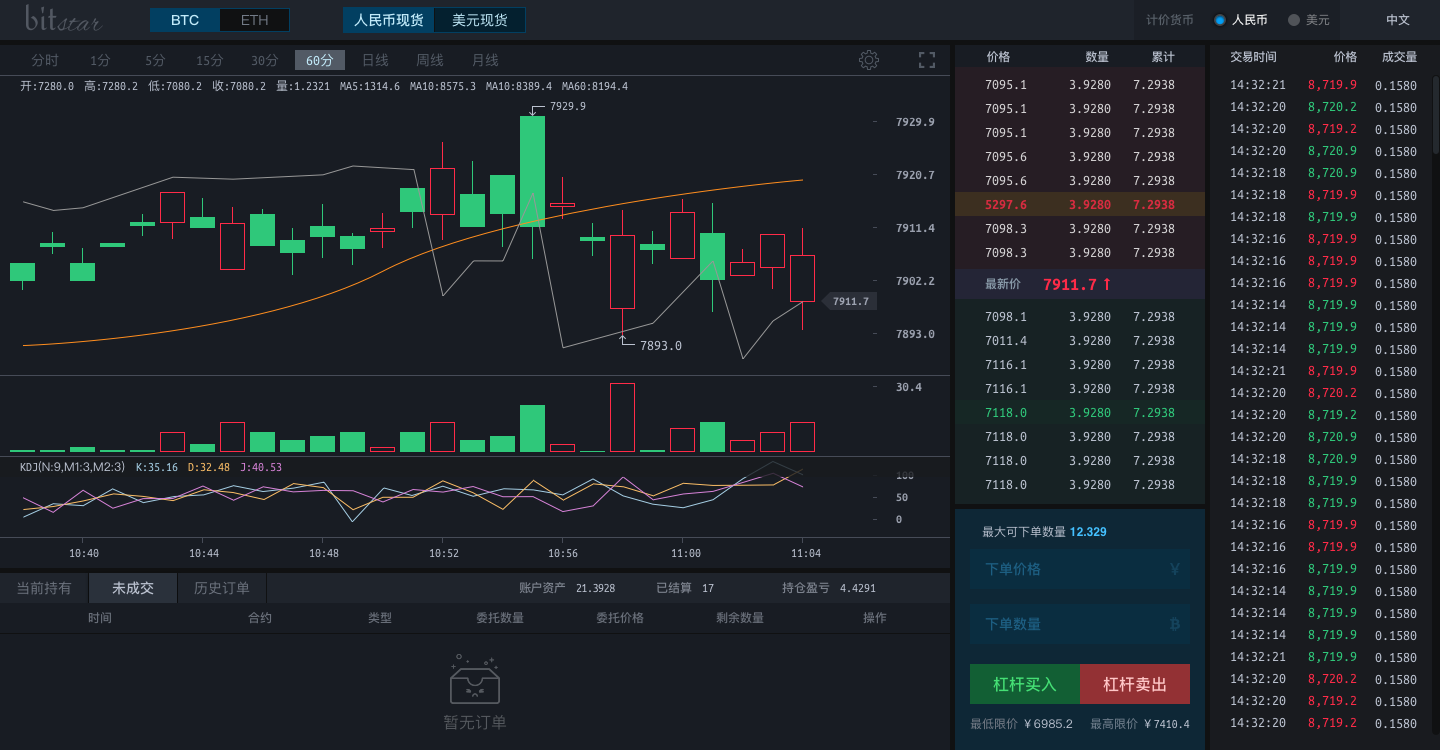 bitstar
BTC ETH 人民币现货 美元现货 计价货币 人民币 美元 中文
分时 1分 5分 15分 30分 60分 日线 周线 月线
开:7280.0 高:7280.2 低:7080.2 收:7080.2 量:1.2321 MA5:1314.6 MA10:8575.3 MA10:8389.4 MA60:8194.4
7929.9
7929.9
7920.7
7911.4
7902.2
7911.7
7893.0
7893.0
30.4
KDJ(N:9,M1:3,M2:3) K:35.16 D:32.48 J:40.53
100
50
0
10:40 10:44 10:48 10:52 10:56 11:00 11:04
当前持有 未成交 历史订单 账户资产 21.3928 已结算 17 持仓盈亏 4.4291
时间 合约 类型 委托数量 委托价格 剩余数量 操作
暂无订单
价格 数量 累计
7095.1 3.9280 7.2938
7095.1 3.9280 7.2938
7095.1 3.9280 7.2938
7095.6 3.9280 7.2938
7095.6 3.9280 7.2938
5297.6 3.9280 7.2938
7098.3 3.9280 7.2938
7098.3 3.9280 7.2938
最新价 7911.7 ↑
7098.1 3.9280 7.2938
7011.4 3.9280 7.2938
7116.1 3.9280 7.2938
7116.1 3.9280 7.2938
7118.0 3.9280 7.2938
7118.0 3.9280 7.2938
7118.0 3.9280 7.2938
7118.0 3.9280 7.2938
最大可下单数量 12.329
下单价格 ¥
下单数量 B
杠杆买入 杠杆卖出
最低限价 ¥6985.2 最高限价 ¥7410.4
交易时间 价格 成交量
14:32:21 8,719.9 0.1580
14:32:20 8,720.2 0.1580
14:32:20 8,719.2 0.1580
14:32:20 8,720.9 0.1580
14:32:18 8,720.9 0.1580
14:32:18 8,719.9 0.1580
14:32:18 8,719.9 0.1580
14:32:16 8,719.9 0.1580
14:32:16 8,719.9 0.1580
14:32:16 8,719.9 0.1580
14:32:14 8,719.9 0.1580
14:32:14 8,719.9 0.1580
14:32:14 8,719.9 0.1580
14:32:21 8,719.9 0.1580
14:32:20 8,720.2 0.1580
14:32:20 8,719.2 0.1580
14:32:20 8,720.9 0.1580
14:32:18 8,720.9 0.1580
14:32:18 8,719.9 0.1580
14:32:18 8,719.9 0.1580
14:32:16 8,719.9 0.1580
14:32:16 8,719.9 0.1580
14:32:16 8,719.9 0.1580
14:32:14 8,719.9 0.1580
14:32:14 8,719.9 0.1580
14:32:14 8,719.9 0.1580
14:32:21 8,719.9 0.1580
14:32:20 8,720.2 0.1580
14:32:20 8,719.2 0.1580
14:32:20 8,719.2 0.1580